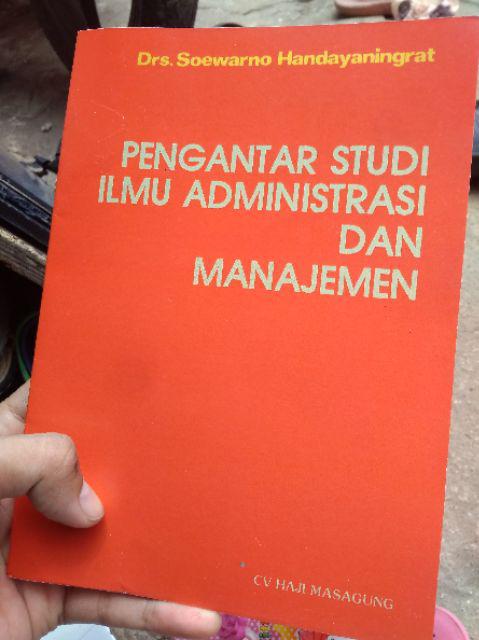 Drs. Soewarno Handayaningrat
PENGANTAR STUDI
ILMU ADMINISTRASI
DAN
MANAJEMEN
CV HAJI MASAGUNG